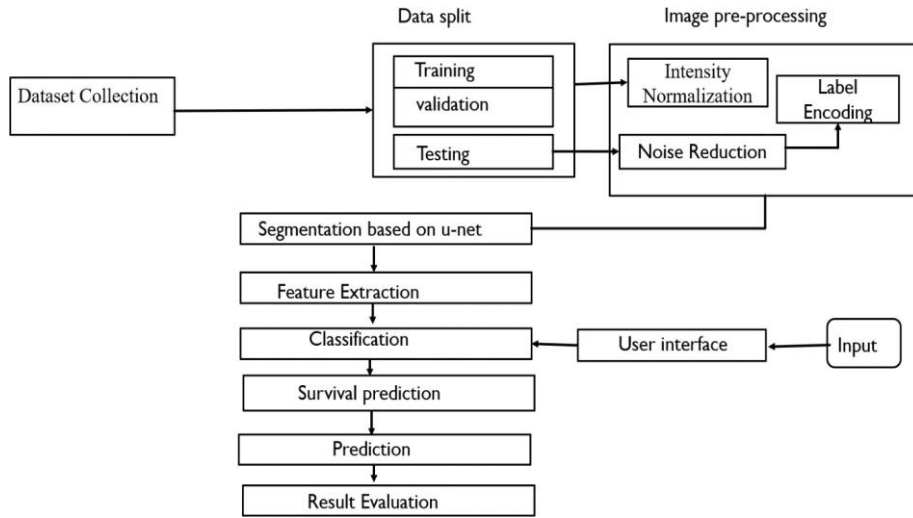 Data split
Image pre-processing
Dataset Collection
Training
validation
Testing
Intensity
Normalization
Label
Encoding
Noise Reduction
Segmentation based on u-net
Feature Extraction
Classification
User interface
Input
Survival prediction
Prediction
Result Evaluation